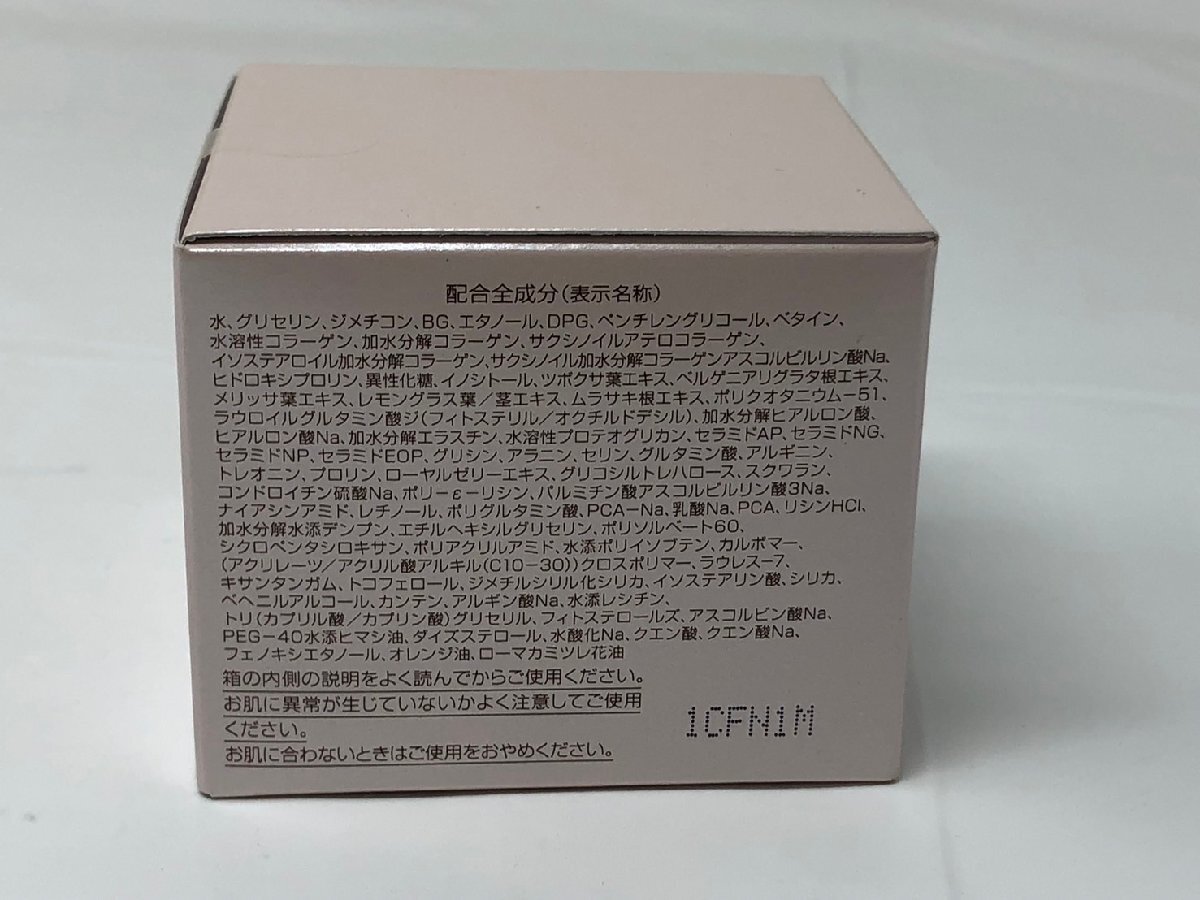 配合全成分(表示名称)
水、グリセリン、ジメチコン、BG、エタノール、DPG、ペンチレングリコール、ベタイン、
水溶性コラーゲン、加水分解コラーゲン、サクシノイルアテロコラーゲン、
イソステアロイル加水分解コラーゲン、サクシノイル加水分解コラーゲンアスコルビルリン酸Na、
ヒドロキシプロリン、異性化糖、イノシトール、ツボクサ葉エキス、ベルゲニアリグラタ根エキス、
メリッサ葉エキス、レモングラス葉/茎エキス、ムラサキ根エキス、ポリクオタニウム-51、
ラウロイルグルタミン酸ジ(フィトステリル/オクチルドデシル)、加水分解ヒアルロン酸、
ヒアルロン酸Na、加水分解エラスチン、水溶性プロテオグリカン、セラミドAP、セラミドNG、
セラミドNP、セラミドEOP、グリシン、アラニン、セリン、グルタミン酸、アルギニン、
トレオニン、プロリン、ローヤルゼリーエキス、グリコシルトレハロース、スクワラン、
コンドロイチン硫酸Na、ポリ-ε-リシン、パルミチン酸アスコルビルリン酸3Na、
ナイアシンアミド、レチノール、ポリグルタミン酸、PCA-Na、乳酸Na、PCA、リシンHCl、
加水分解水添デンプン、エチルヘキシルグリセリン、ポリソルベート60、
シクロペンタシロキサン、ポリアクリルアミド、水添ポリイソブテン、カルボマー、
(アクリレーツ/アクリル酸アルキル(C10-30))クロスポリマー、ラウレス-7、
キサンタンガム、トコフェロール、ジメチルシリル化シリカ、イソステアリン酸、シリカ、
ベヘニルアルコール、カンテン、アルギン酸Na、水添レシチン、
トリ(カプリル酸/カプリン酸)グリセリル、フィトステロールズ、アスコルビン酸Na、
PEG-40水添ヒマシ油、ダイズステロール、水酸化Na、クエン酸、クエン酸Na、
フェノキシエタノール、オレンジ油、ローマカミツレ花油
箱の内側の説明をよく読んでからご使用ください。
お肌に異常が生じていないかよく注意してご使用
ください。
お肌に合わないときはご使用をおやめください。
1CFN1M